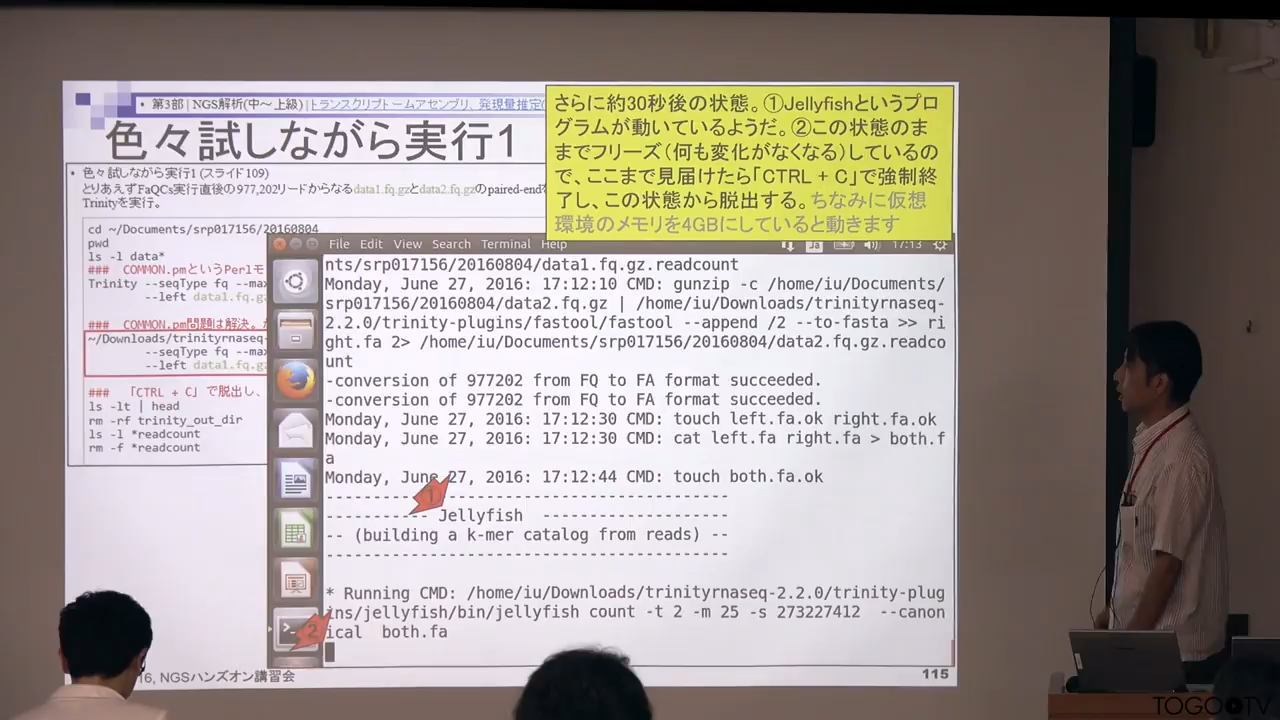 • 第3部 | NGS解析(中～上級) | トランスクリプトームアセンブリ、発現量推定(
色々試しながら実行1
さらに約30秒後の状態。①Jellyfishというプロ
グラムが動いているようだ。②この状態のま
までフリーズ(何も変化がなくなる)しているの
で、ここまで見届けたら「CTRL + C」で強制終
了し、この状態から脱出する。ちなみに仮想
環境のメモリを4GBにしていると動きます
• 色々試しながら実行1 (スライド109)
とりあえずFaQCs実行直後の977,202リードからなるdata1.fq.gzとdata2.fq.gzのpaired-endを
Trinityを実行。
cd ~/Documents/srp017156/20160804
pwd
ls -l data*
### COMMON.pmというPerlモ
Trinity --seqType fq --max
--left data1.fq.gz
### COMMON.pm問題は解決。
~/Downloads/trinityrnaseq-
--seqType fq --max
--left data1.fq.gz
### 「CTRL + C」で脱出し、
ls -lt | head
rm -rf trinity_out_dir
ls -l *readcount
rm -f *readcount
File Edit View Search Terminal Help
Ja
17:13
nts/srp017156/20160804/data1.fq.gz.readcount
Monday, June 27, 2016: 17:12:10 CMD: gunzip -c /home/iu/Documents/
srp017156/20160804/data2.fq.gz | /home/iu/Downloads/trinityrnaseq-
2.2.0/trinity-plugins/fastool/fastool --append /2 --to-fasta >> ri
ght.fa 2> /home/iu/Documents/srp017156/20160804/data2.fq.gz.readco
unt
-conversion of 977202 from FQ to FA format succeeded.
-conversion of 977202 from FQ to FA format succeeded.
Monday, June 27, 2016: 17:12:30 CMD: touch left.fa.ok right.fa.ok
Monday, June 27, 2016: 17:12:30 CMD: cat left.fa right.fa > both.f
a
Monday, June 27, 2016: 17:12:44 CMD: touch both.fa.ok
①
----------- Jellyfish --------------------
-- (building a k-mer catalog from reads) --
-------------------------------------------
* Running CMD: /home/iu/Downloads/trinityrnaseq-2.2.0/trinity-plug
ins/jellyfish/bin/jellyfish count -t 2 -m 25 -s 273227412 --canon
ical both.fa
②
16, NGSハンズオン講習会
115
TOGOTV